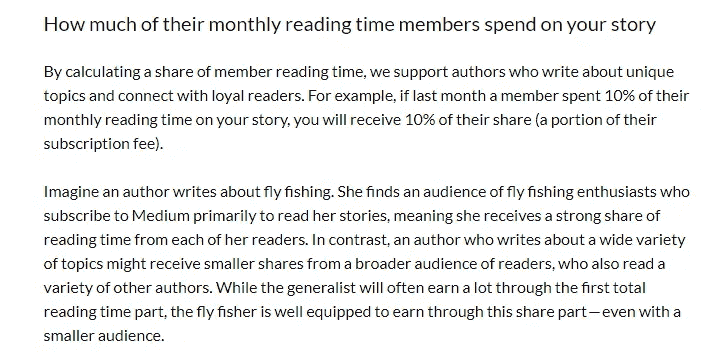 How much of their monthly reading time members spend on your story
By calculating a share of member reading time, we support authors who write about unique
topics and connect with loyal readers. For example, if last month a member spent 10% of their
monthly reading time on your story, you will receive 10% of their share (a portion of their
subscription fee).
Imagine an author writes about fly fishing. She finds an audience of fly fishing enthusiasts who
subscribe to Medium primarily to read her stories, meaning she receives a strong share of
reading time from each of her readers. In contrast, an author who writes about a wide variety
of topics might receive smaller shares from a broader audience of readers, who also read a
variety of other authors. While the generalist will often earn a lot through the first total
reading time part, the fly fisher is well equipped to earn through this share part—even with a
smaller audience.